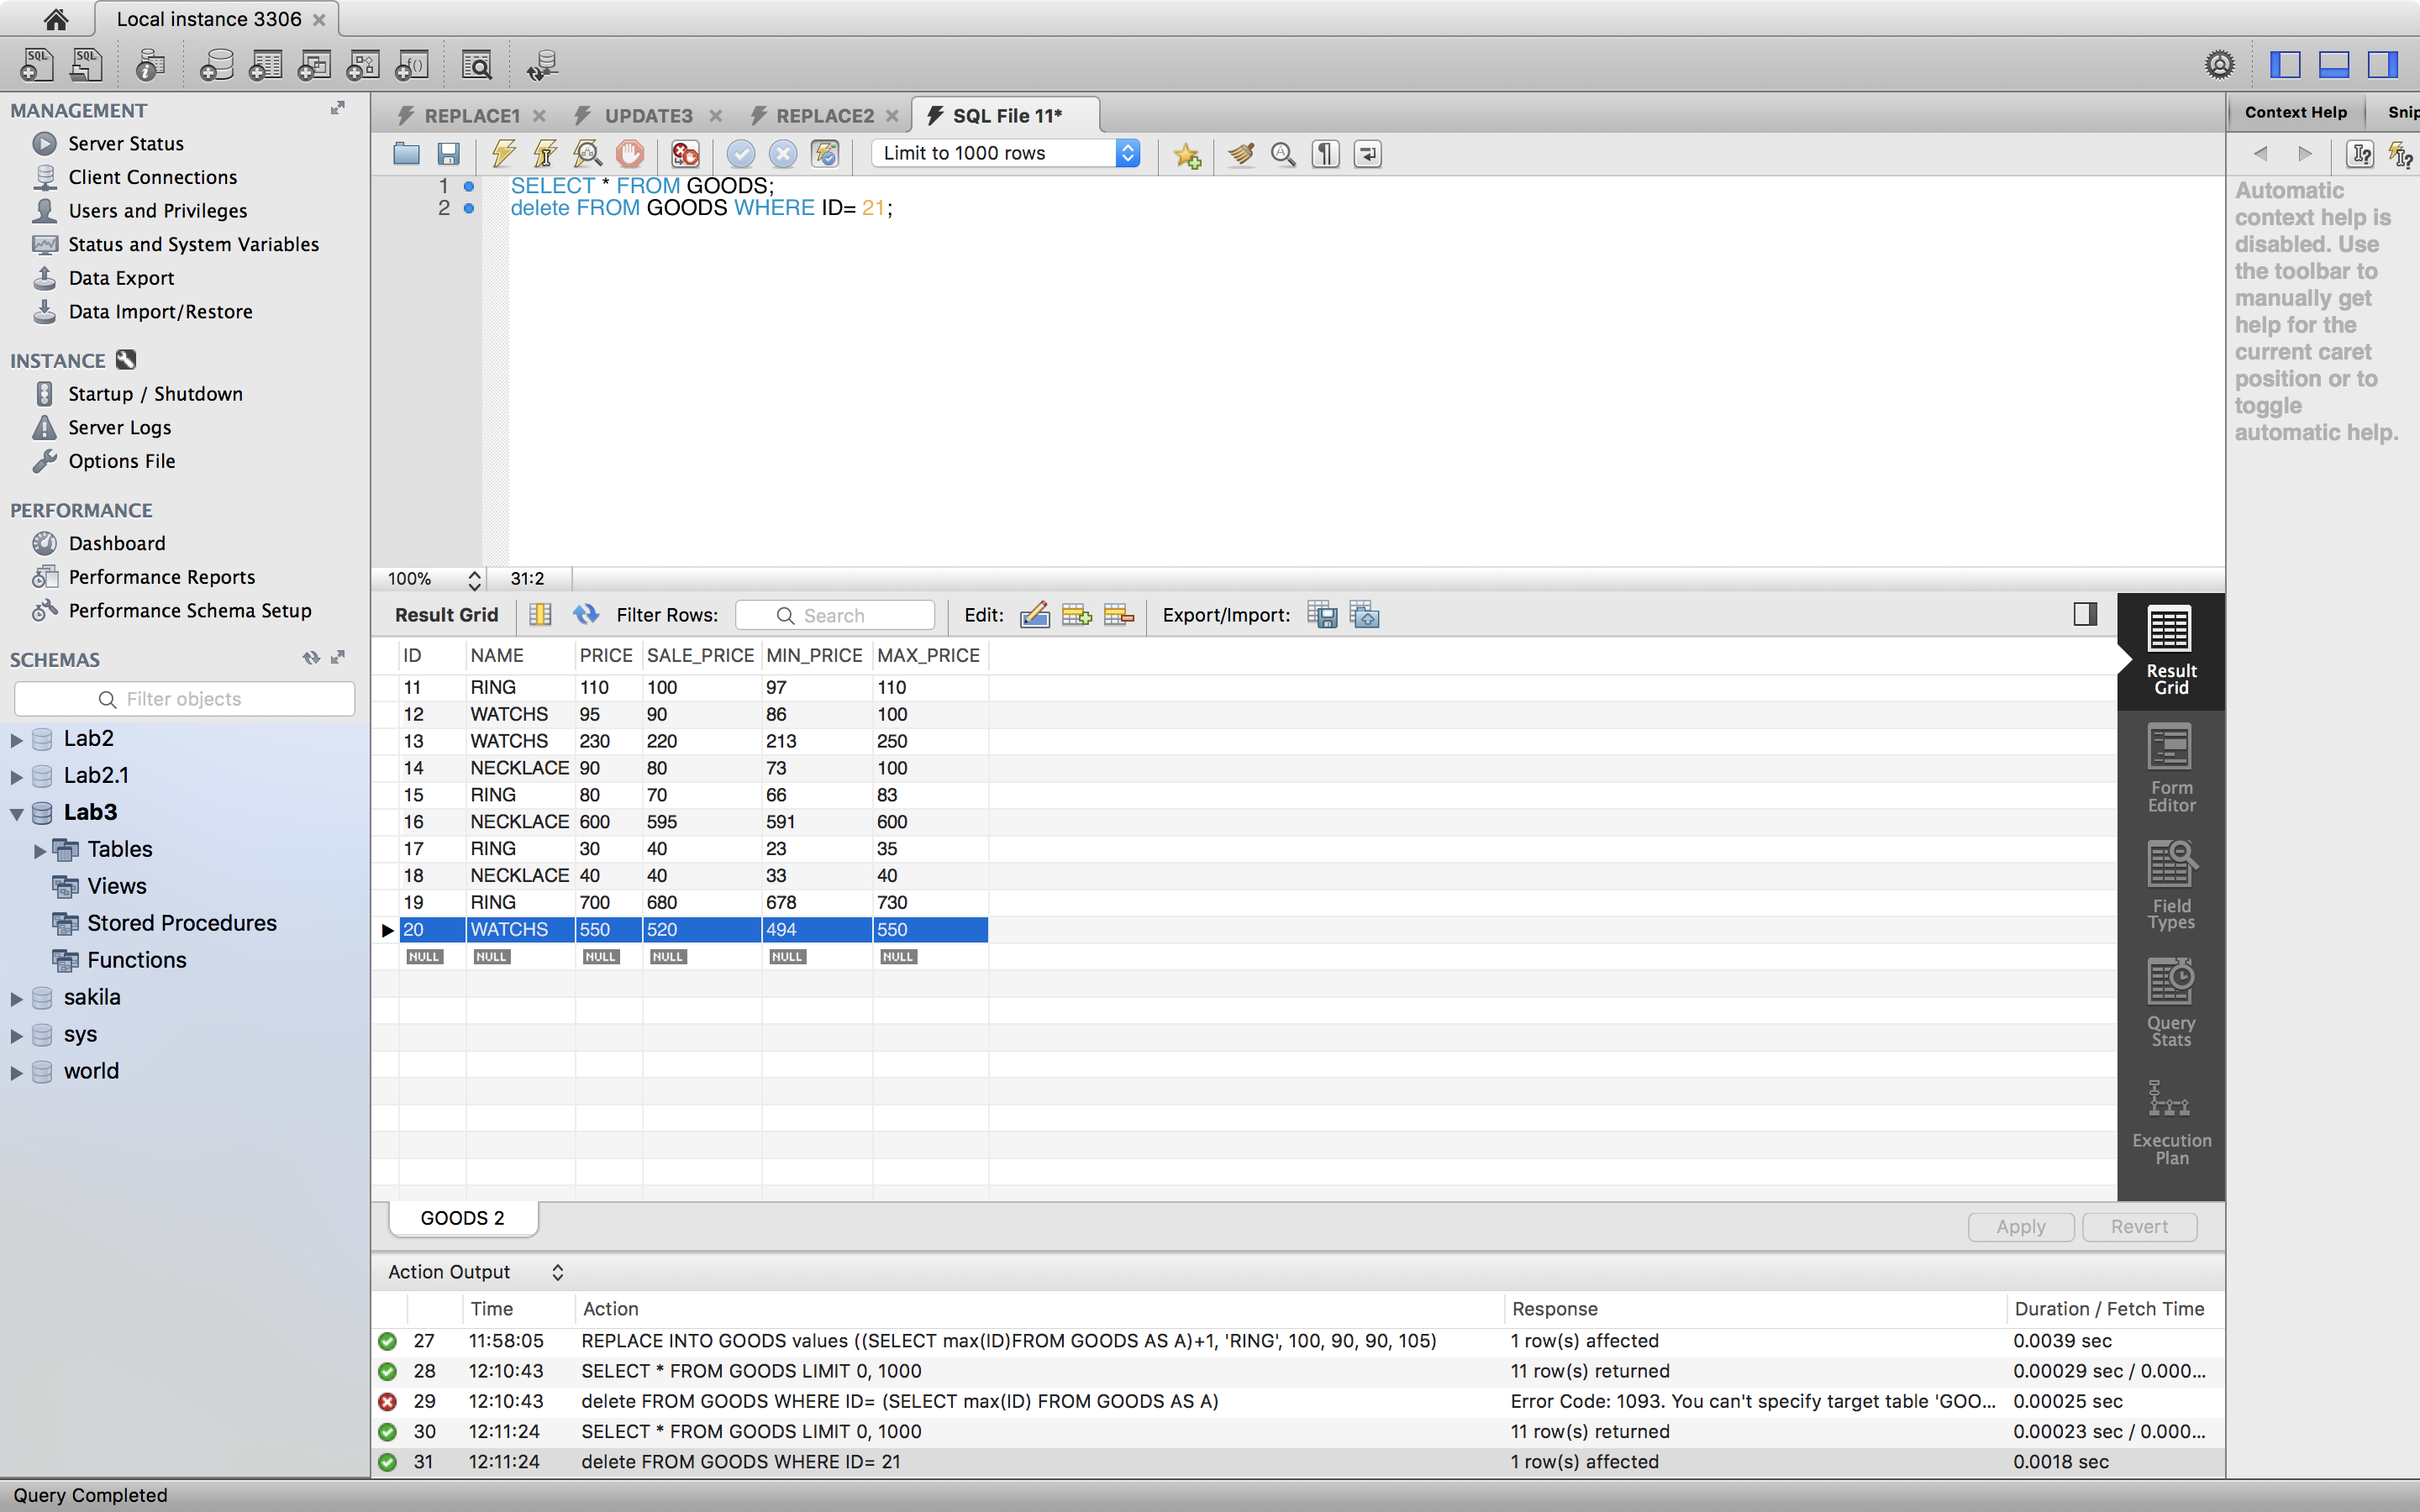 Local instance 3306
MANAGEMENT
Server Status
Client Connections
Users and Privileges
Status and System Variables
Data Export
Data Import/Restore
INSTANCE
Startup / Shutdown
Server Logs
Options File
PERFORMANCE
Dashboard
Performance Reports
Performance Schema Setup
SCHEMAS
Filter objects
Lab2
Lab2.1
Lab3
Tables
Views
Stored Procedures
Functions
sakila
sys
world
REPLACE1 UPDATE3 REPLACE2 SQL File 11*
Limit to 1000 rows
1 SELECT * FROM GOODS;
2 delete FROM GOODS WHERE ID= 21;
100% 31:2
Result Grid Filter Rows: Search Edit: Export/Import:
ID NAME PRICE SALE_PRICE MIN_PRICE MAX_PRICE
11 RING 110 100 97 110
12 WATCHS 95 90 86 100
13 WATCHS 230 220 213 250
14 NECKLACE 90 80 73 100
15 RING 80 70 66 83
16 NECKLACE 600 595 591 600
17 RING 30 40 23 35
18 NECKLACE 40 40 33 40
19 RING 700 680 678 730
20 WATCHS 550 520 494 550
NULL NULL NULL NULL NULL NULL
Result
Grid
Form
Editor
Field
Types
Query
Stats
Execution
Plan
GOODS 2
Apply Revert
Action Output
Time Action Response Duration / Fetch Time
27 11:58:05 REPLACE INTO GOODS values ((SELECT max(ID)FROM GOODS AS A)+1, 'RING', 100, 90, 90, 105) 1 row(s) affected 0.0039 sec
28 12:10:43 SELECT * FROM GOODS LIMIT 0, 1000 11 row(s) returned 0.00029 sec / 0.000...
29 12:10:43 delete FROM GOODS WHERE ID= (SELECT max(ID) FROM GOODS AS A) Error Code: 1093. You can't specify target table 'GOO... 0.00025 sec
30 12:11:24 SELECT * FROM GOODS LIMIT 0, 1000 11 row(s) returned 0.00023 sec / 0.000...
31 12:11:24 delete FROM GOODS WHERE ID= 21 1 row(s) affected 0.0018 sec
Context Help Snip
Automatic
context help is
disabled. Use
the toolbar to
manually get
help for the
current caret
position or to
toggle
automatic help.
Query Completed